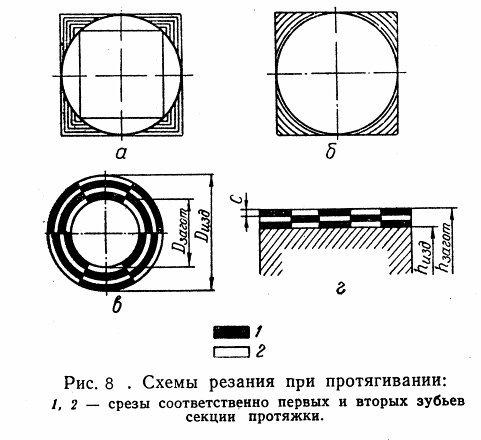 а
б
С
Dзагот
Dизд
hизд
hзагот
в
г
1
2
Рис. 8 . Схемы резания при протягивании:
1, 2 — срезы соответственно первых и вторых зубьев
секции протяжки.